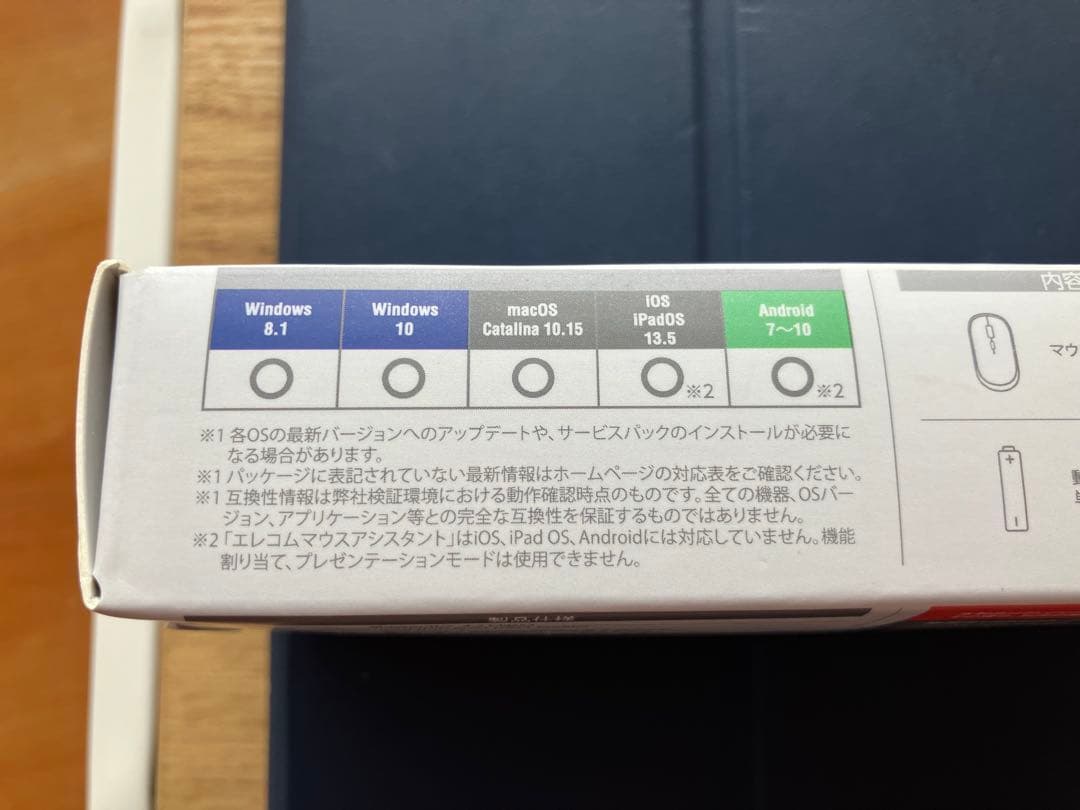 Windows 8.1
Windows 10
macOS Catalina 10.15
iOS iPadOS 13.5
Android 7〜10
○ ○ ○ ○※2 ○※2
※1 各OSの最新バージョンへのアップデートや、サービスパックのインストールが必要に
なる場合があります。
※1 パッケージに表記されていない最新情報はホームページの対応表をご確認ください。
※1 互換性情報は弊社検証環境における動作確認時点のものです。全ての機器、OSバー
ジョン、アプリケーション等との完全な互換性を保証するものではありません。
※2 「エレコムマウスアシスタント」はiOS、iPad OS、Androidには対応していません。機能
割り当て、プレゼンテーションモードは使用できません。
内容
マウ